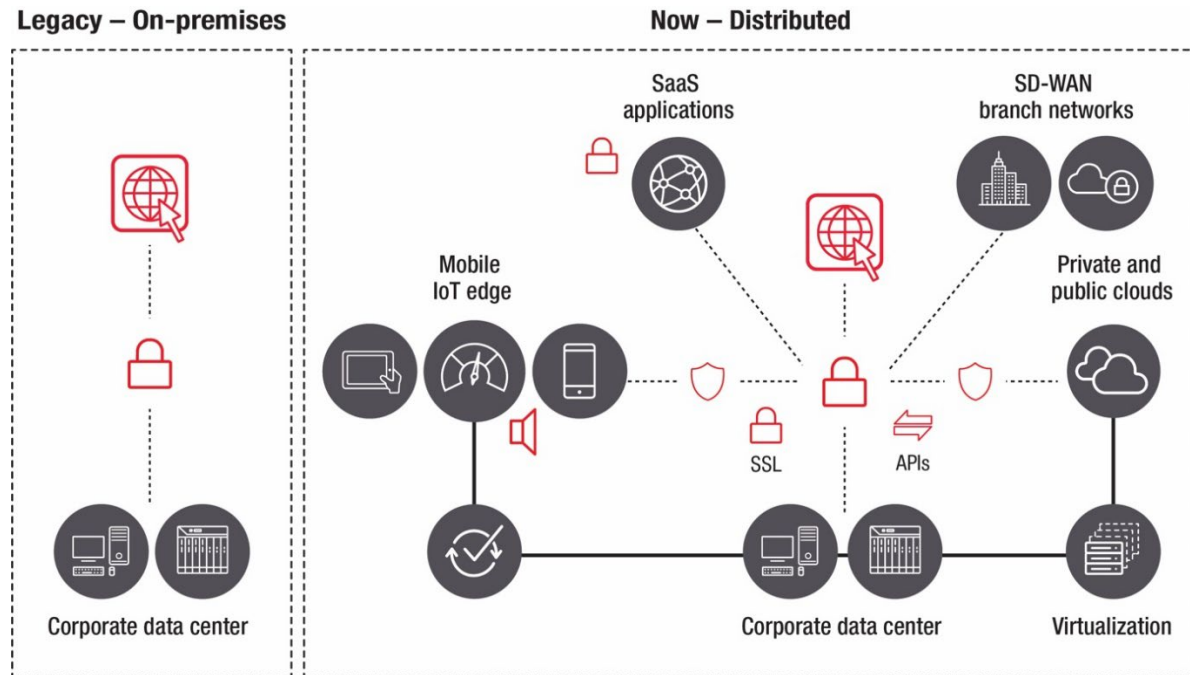 Legacy – On-premises
Now – Distributed
SaaS
applications
SD-WAN
branch networks
Mobile
IoT edge
Private and
public clouds
SSL
APIs
Corporate data center
Corporate data center
Virtualization